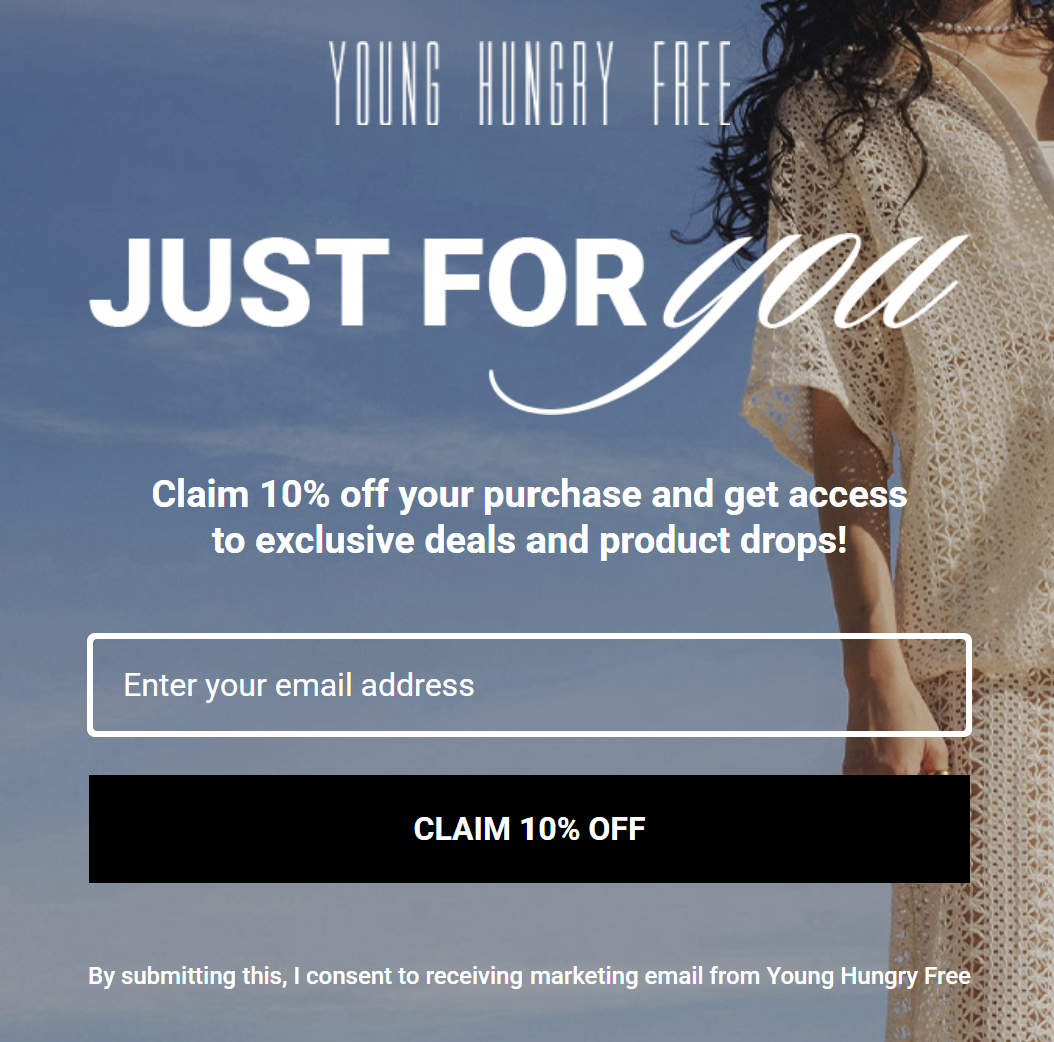 YOUNG HUNGRY FREE
JUST FOR you
Claim 10% off your purchase and get access
to exclusive deals and product drops!
Enter your email address
CLAIM 10% OFF
By submitting this, I consent to receiving marketing email from Young Hungry Free